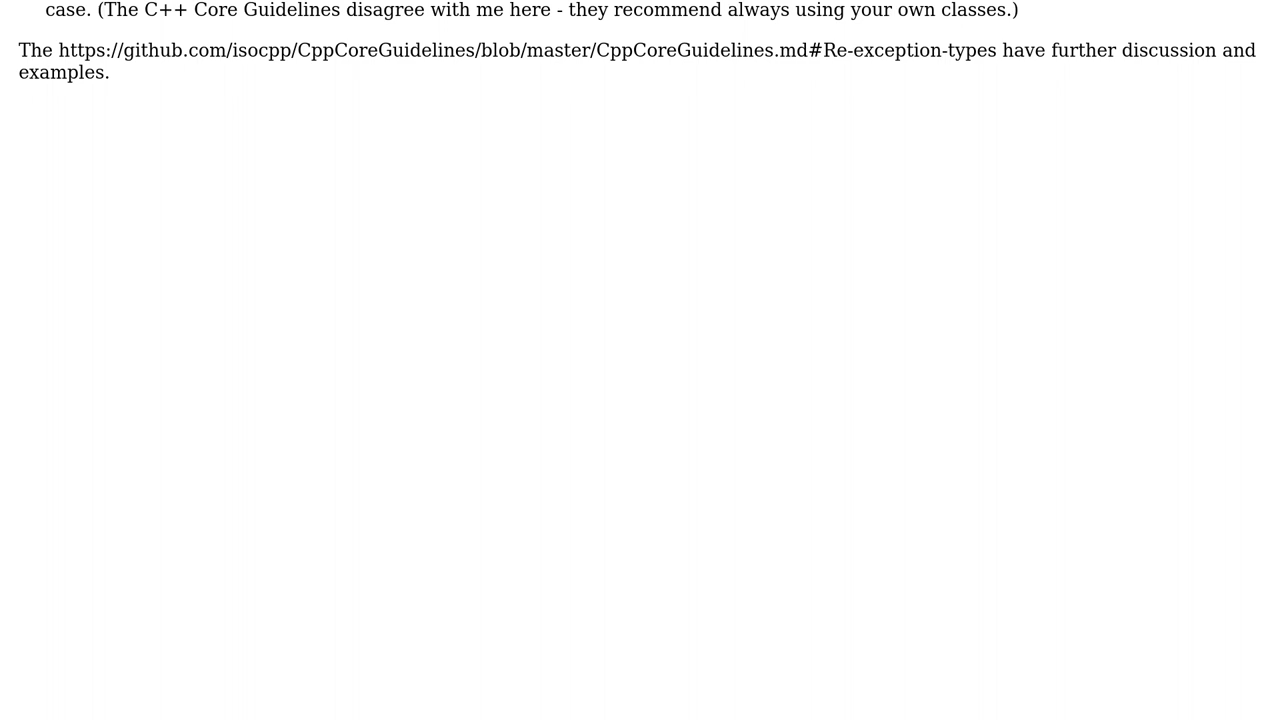 case. (The C++ Core Guidelines disagree with me here - they recommend always using your own classes.)
The https://github.com/isocpp/CppCoreGuidelines/blob/master/CppCoreGuidelines.md#Re-exception-types have further discussion and
examples.